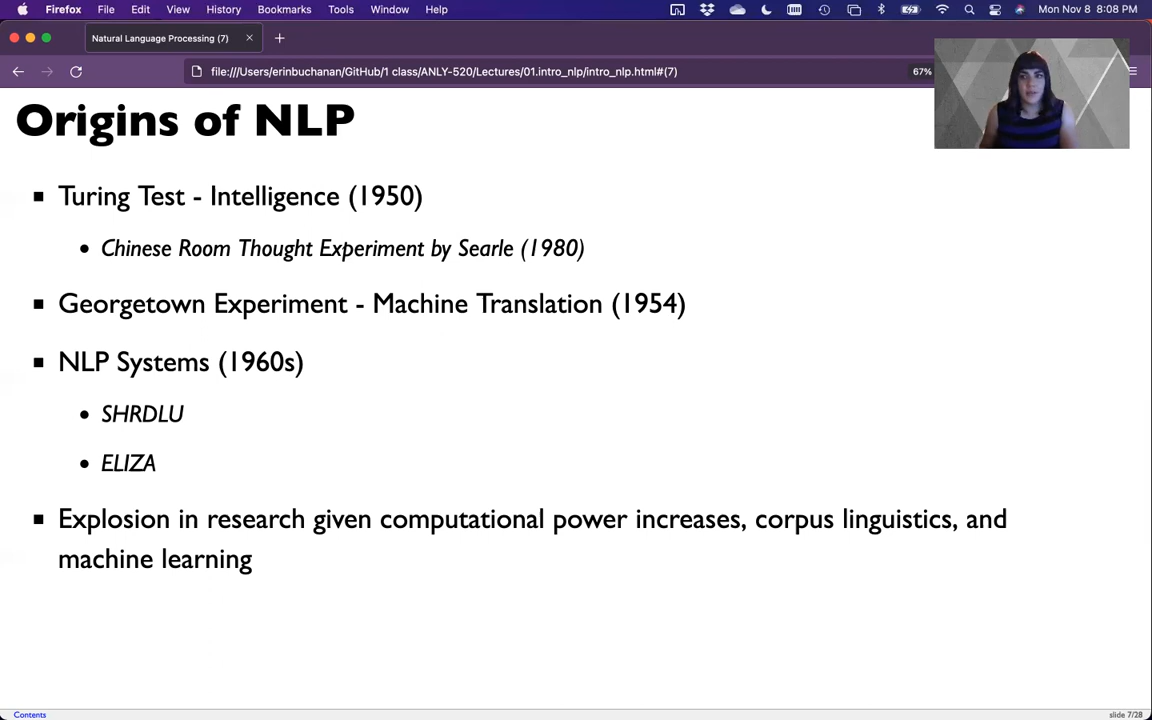 Firefox File Edit View History Bookmarks Tools Window Help Mon Nov 8 8:08 PM
Natural Language Processing (7)
file:///Users/erinbuchanan/GitHub/1 class/ANLY-520/Lectures/01.intro_nlp/intro_nlp.html#(7) 67%
Origins of NLP
Turing Test - Intelligence (1950)
Chinese Room Thought Experiment by Searle (1980)
Georgetown Experiment - Machine Translation (1954)
NLP Systems (1960s)
SHRDLU
ELIZA
Explosion in research given computational power increases, corpus linguistics, and
machine learning
Contents slide 7/28